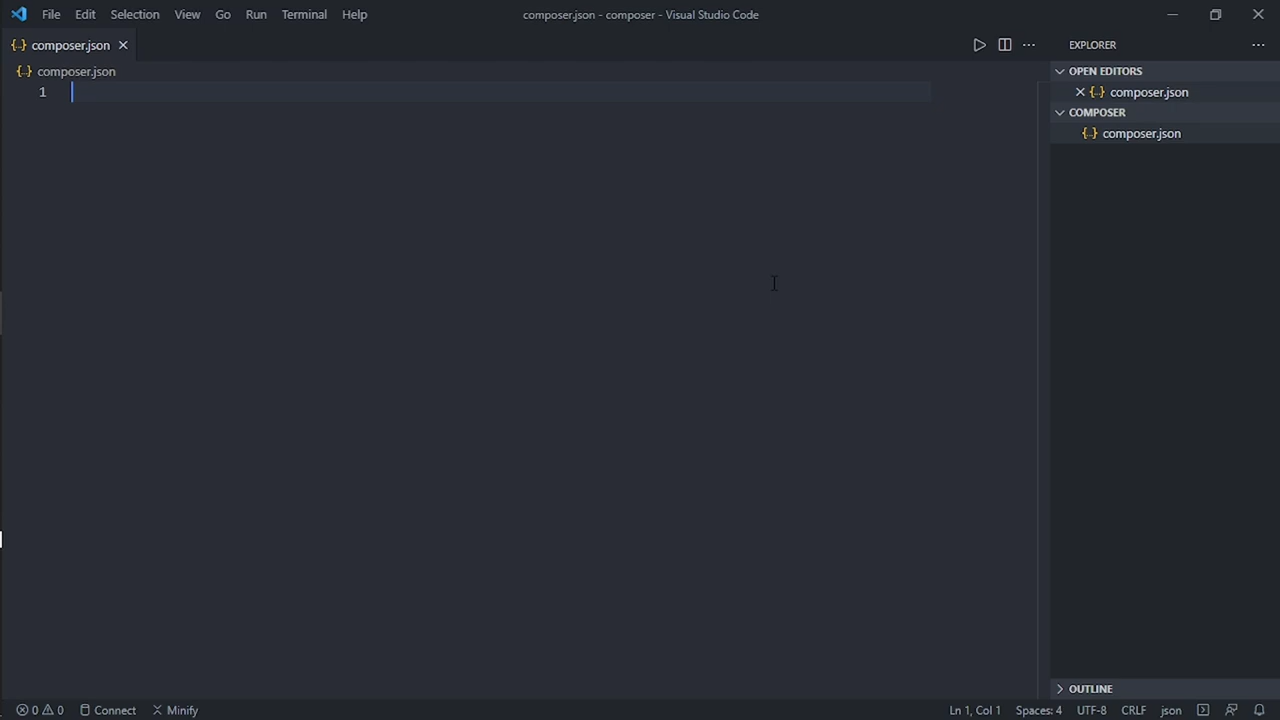 File Edit Selection View Go Run Terminal Help
composer.json - composer - Visual Studio Code
composer.json
composer.json
1
EXPLORER
OPEN EDITORS
composer.json
COMPOSER
composer.json
OUTLINE
0 0 Connect Minify
Ln 1, Col 1 Spaces: 4 UTF-8 CRLF json